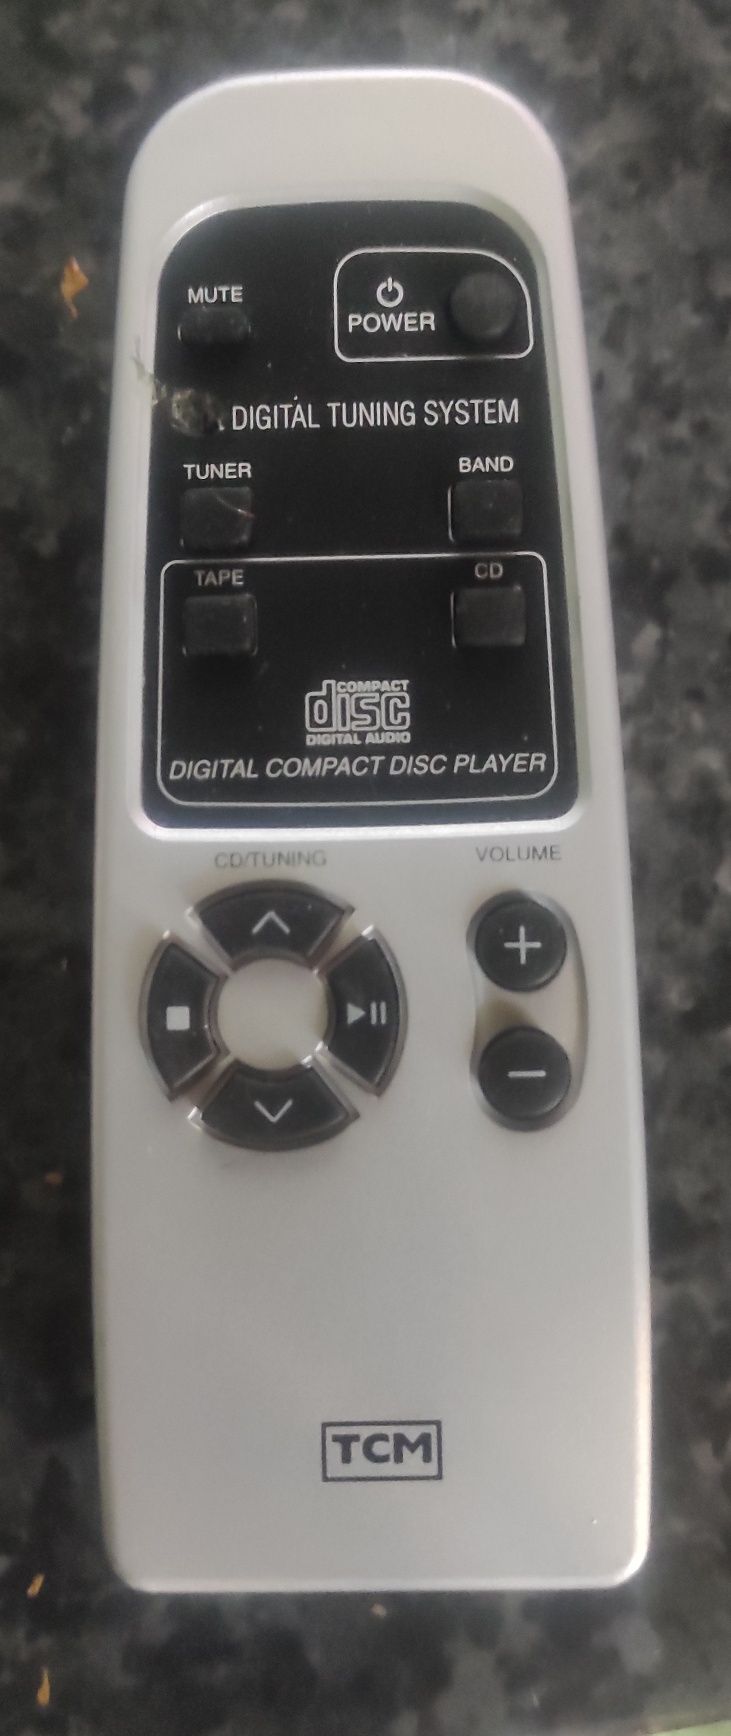 MUTE
POWER
DIGITAL TUNING SYSTEM
TUNER
BAND
TAPE
CD
COMPACT
disc
DIGITAL AUDIO
DIGITAL COMPACT DISC PLAYER
CD/TUNING
VOLUME
TCM